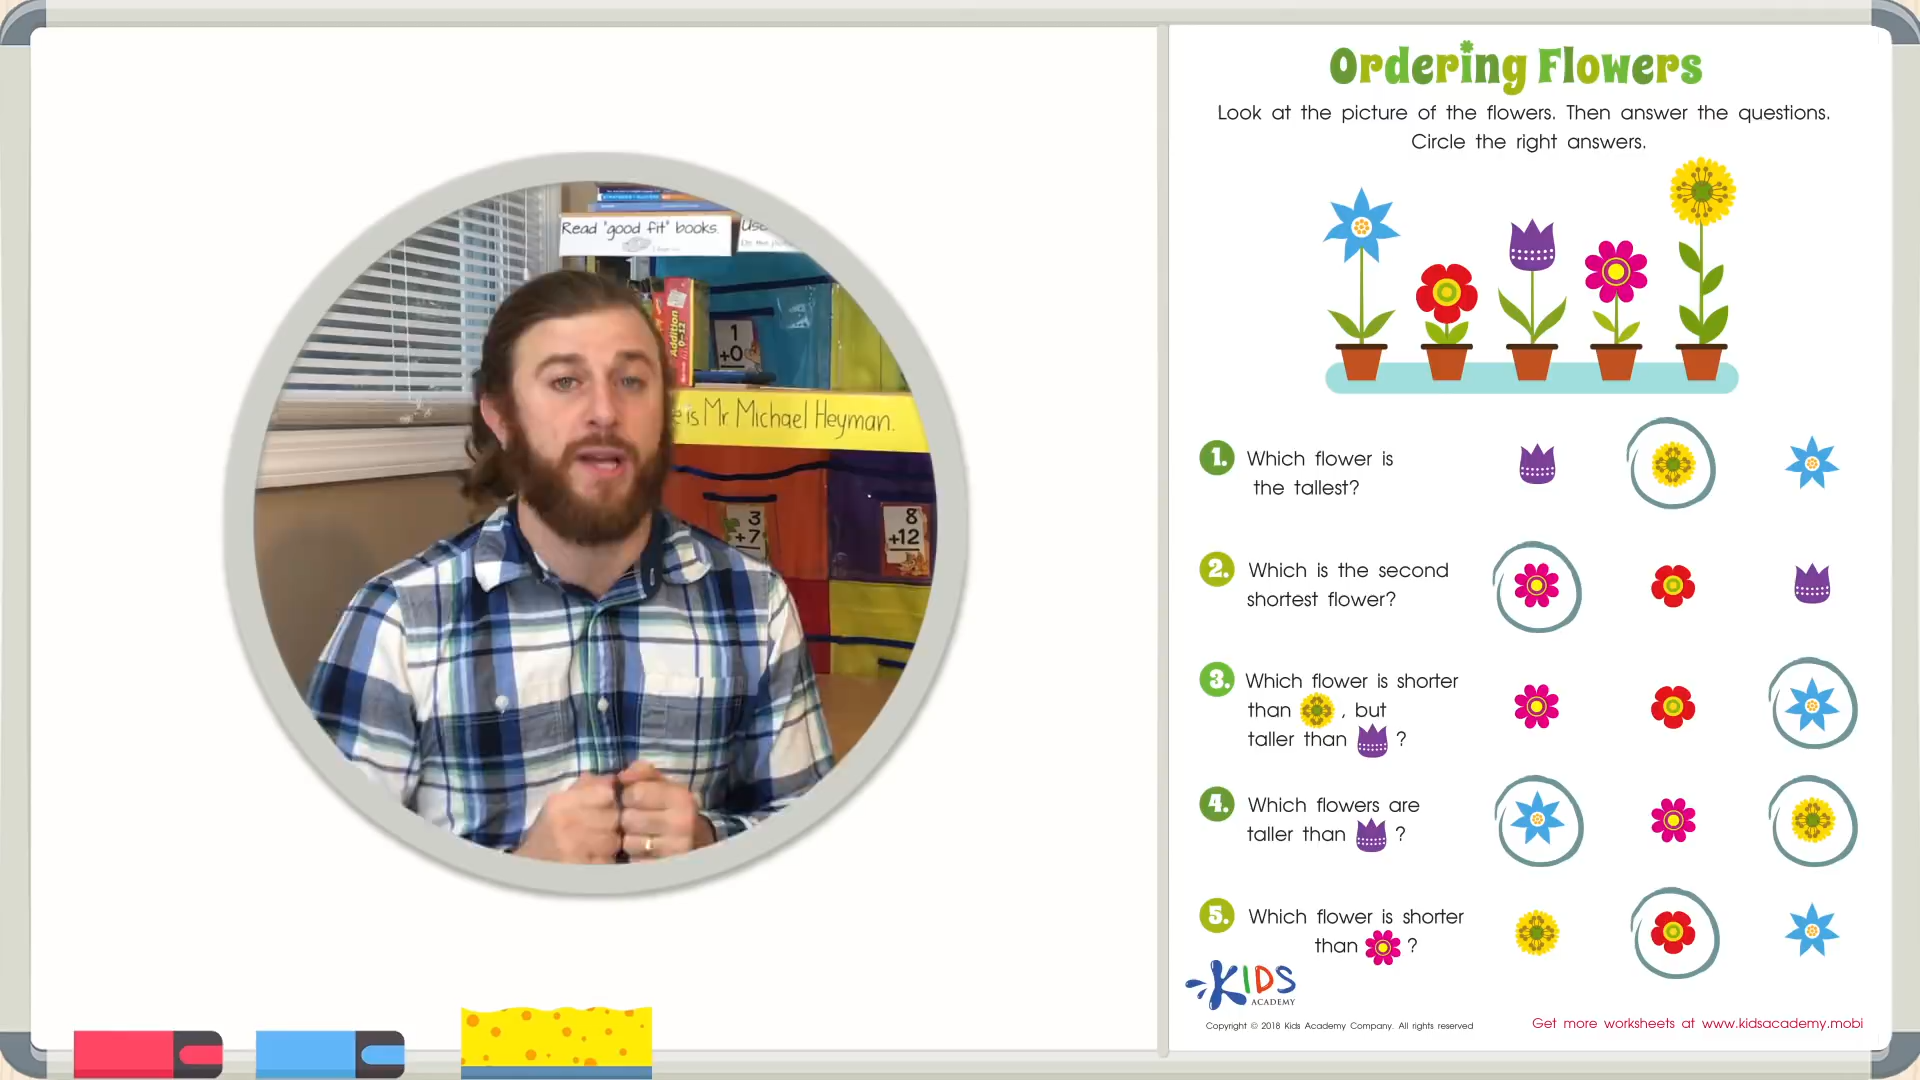 Read "good fit" books.
Addition
0-12
1
+0
e is Mr. Michael Heyman.
3
+7
8
+12
Ordering Flowers
Look at the picture of the flowers. Then answer the questions.
Circle the right answers.
1. Which flower is
the tallest?
2. Which is the second
shortest flower?
3. Which flower is shorter
than , but
taller than ?
4. Which flowers are
taller than ?
5. Which flower is shorter
than ?
KIDS
ACADEMY
Copyright © 2018 Kids Academy Company. All rights reserved
Get more worksheets at www.kidsacademy.mobi